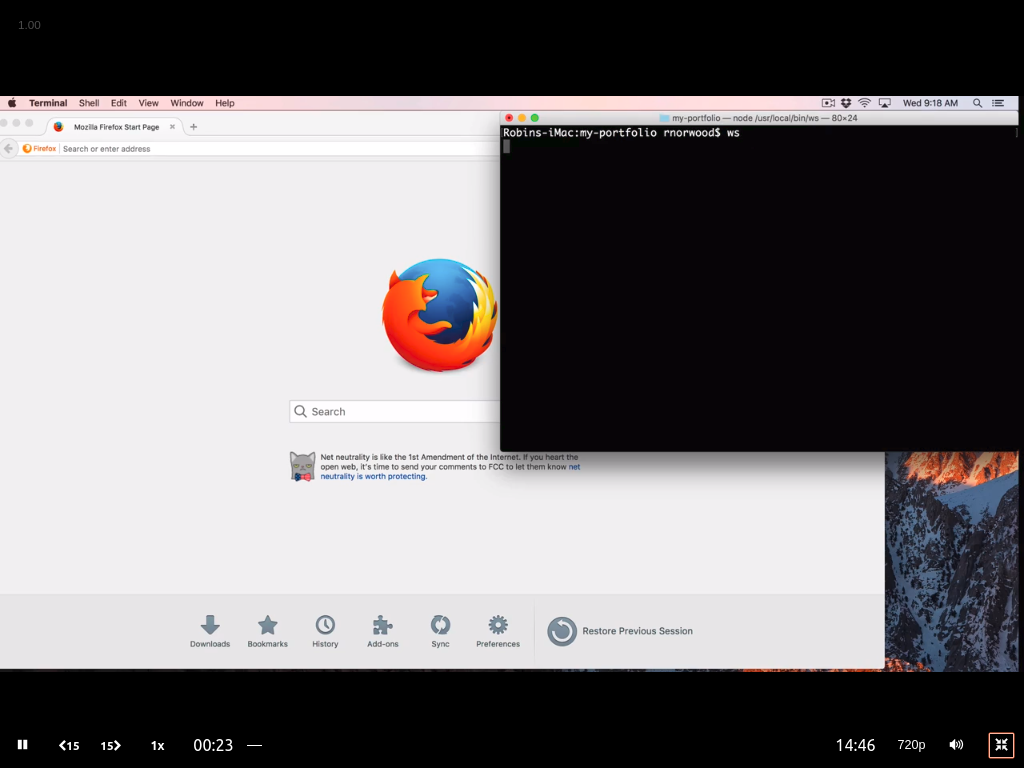 1.00
Terminal Shell Edit View Window Help
Wed 9:18 AM
Mozilla Firefox Start Page
my-portfolio — node /usr/local/bin/ws — 80×24
Firefox Search or enter address
Robins-iMac:my-portfolio rnorwood$ ws
Search
Net neutrality is like the 1st Amendment of the Internet. If you heart the
open web, it's time to send your comments to FCC to let them know net
neutrality is worth protecting.
Downloads Bookmarks History Add-ons Sync Preferences
Restore Previous Session
15 15 1x 00:23 14:46 720p